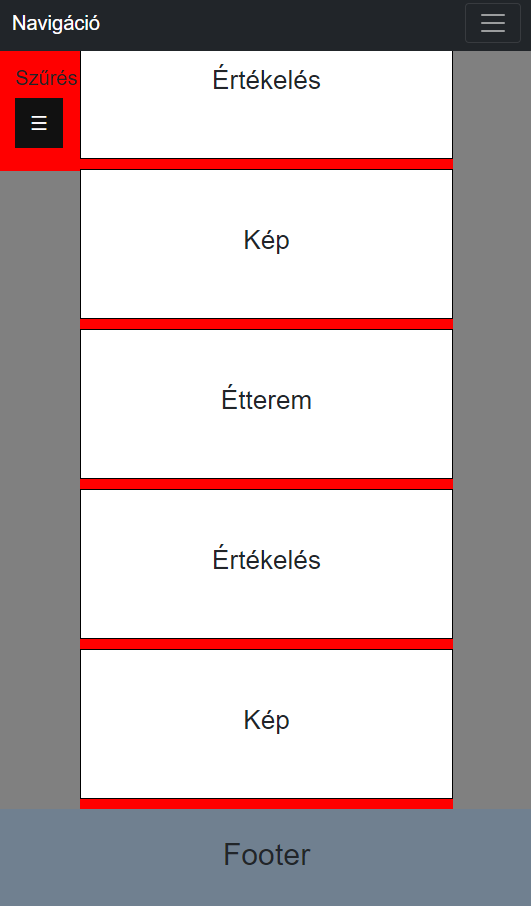 Navigáció
Szűrés
☰
Értékelés
Kép
Étterem
Értékelés
Kép
Footer